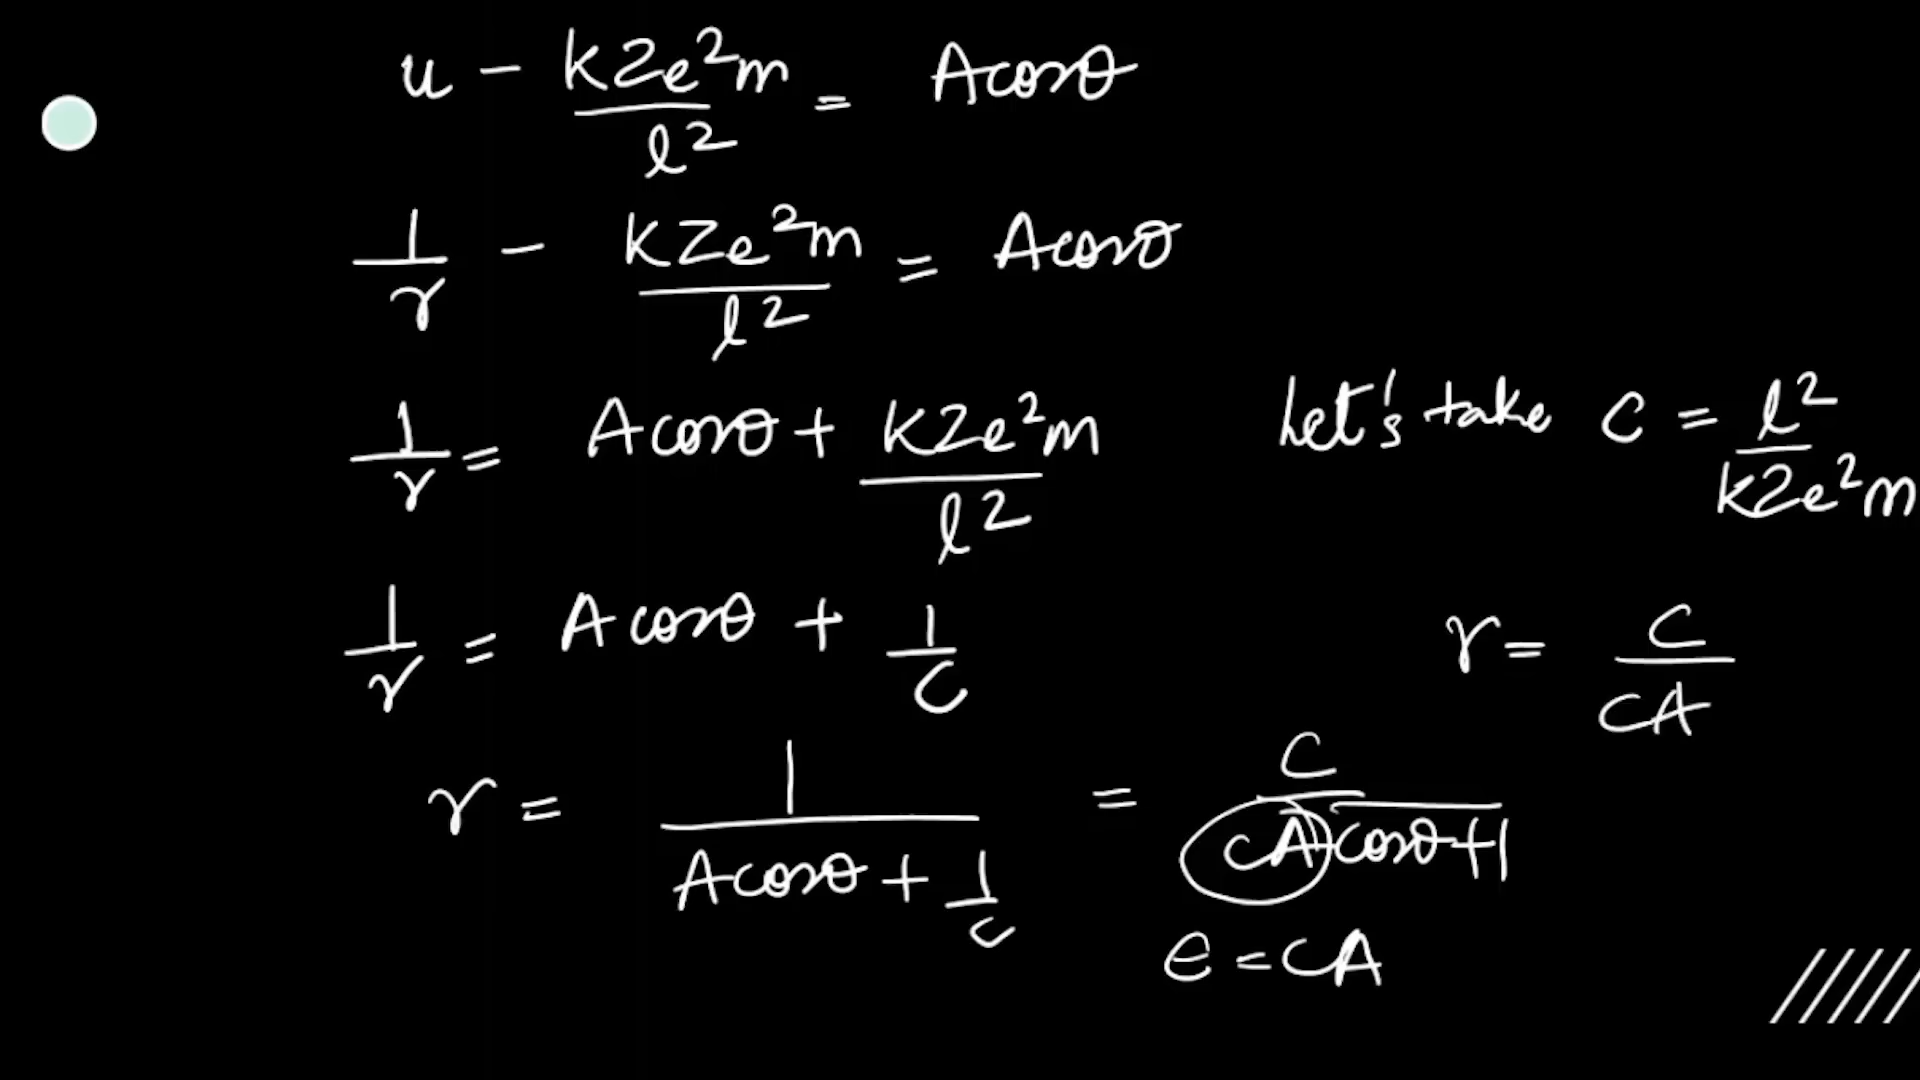 u - kZe²m/l² = Acosθ
1/r - kZe²m/l² = Acosθ
1/r = Acosθ + kZe²m/l²
Let's take c = l²/kZe²m
1/r = Acosθ + 1/c
r = c/cA
r = 1/(Acosθ + 1/c) = c/(cAcosθ+1)
e = cA